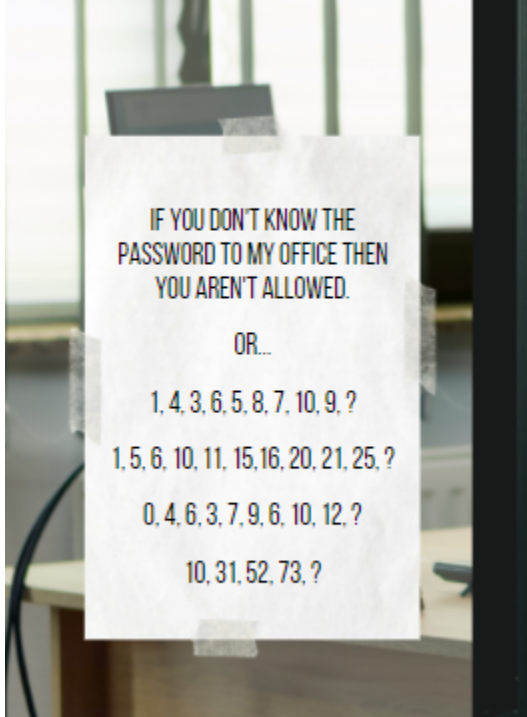 IF YOU DON'T KNOW THE
PASSWORD TO MY OFFICE THEN
YOU AREN'T ALLOWED.
OR...
1, 4, 3, 6, 5, 8, 7, 10, 9, ?
1, 5, 6, 10, 11, 15,16, 20, 21, 25, ?
0, 4, 6, 3, 7, 9, 6, 10, 12, ?
10, 31, 52, 73, ?